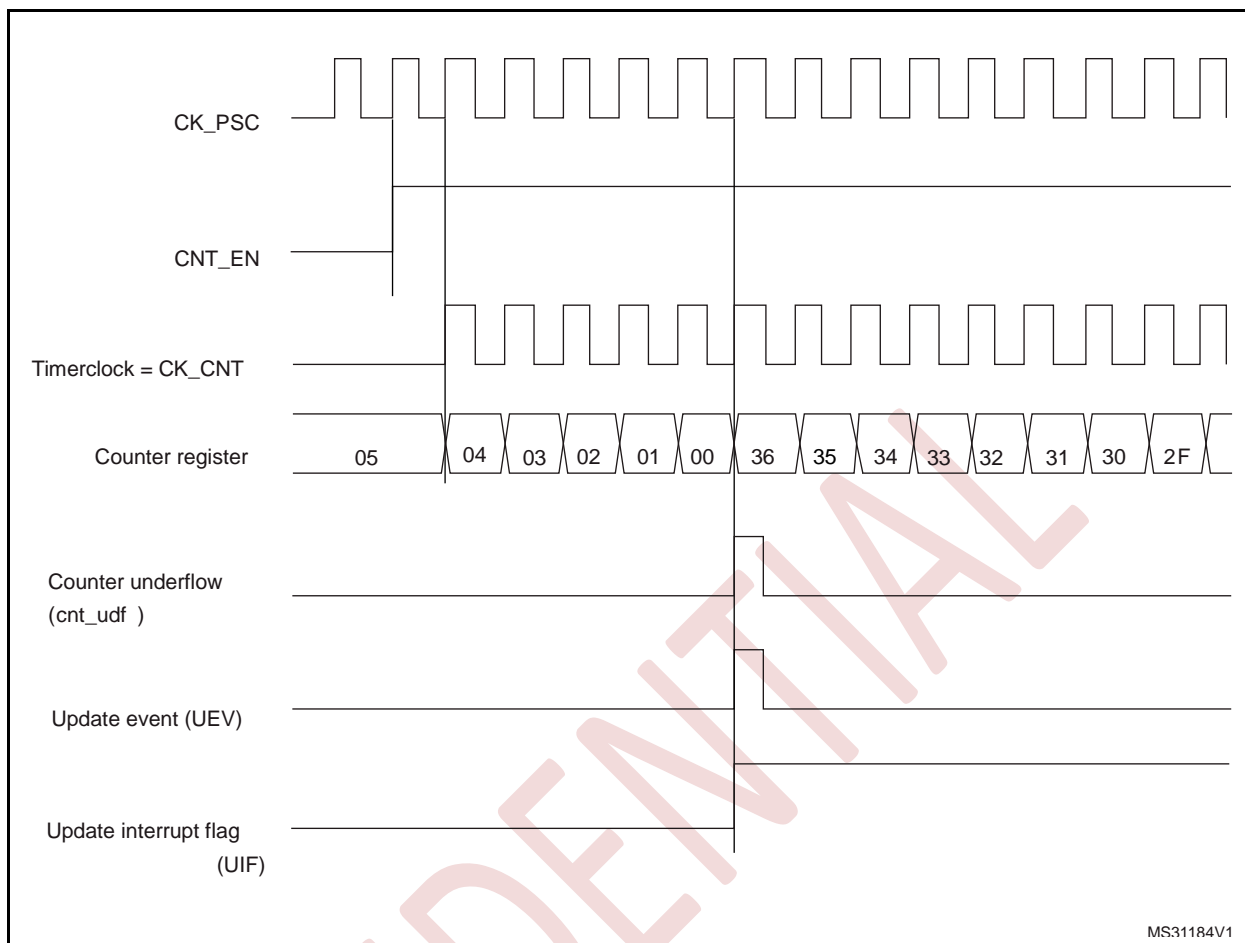 CK_PSC
CNT_EN
Timerclock = CK_CNT
Counter register
05 04 03 02 01 00 36 35 34 33 32 31 30 2F
Counter underflow
(cnt_udf )
Update event (UEV)
Update interrupt flag
(UIF)
DENTIAL
MS31184V1